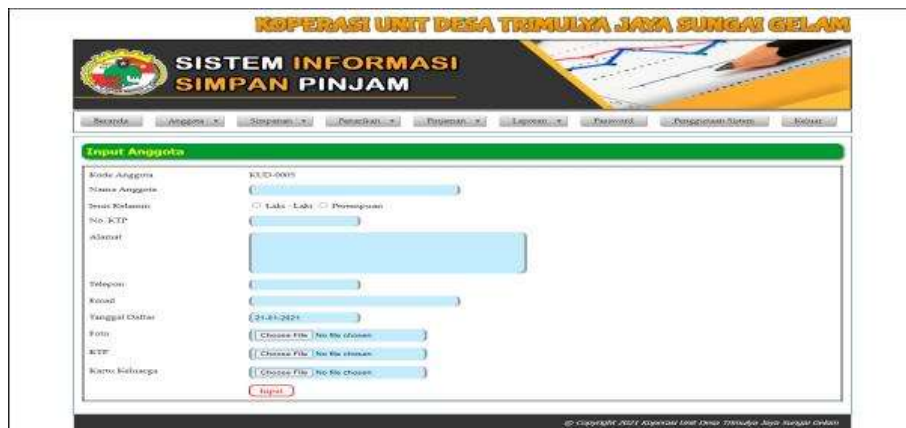 KOPERASI UNIT DESA TRIMULYA JAYA SUNGAI GELAM
SISTEM INFORMASI
SIMPAN PINJAM
Beranda Anggota Simpanan Penarikan Pinjaman Laporan Password Penggunaan Sistem Keluar
Input Anggota
Kode Anggota KUD-0005
Nama Anggota
Jenis Kelamin Laki - Laki Perempuan
No. KTP
Alamat
Telepon
Email
Tanggal Daftar 21-01-2021
Foto Choose File No file chosen
KTP Choose File No file chosen
Kartu Keluarga Choose File No file chosen
Input
© Copyright 2021 Koperasi Unit Desa Trimulya Jaya Sungai Gelam